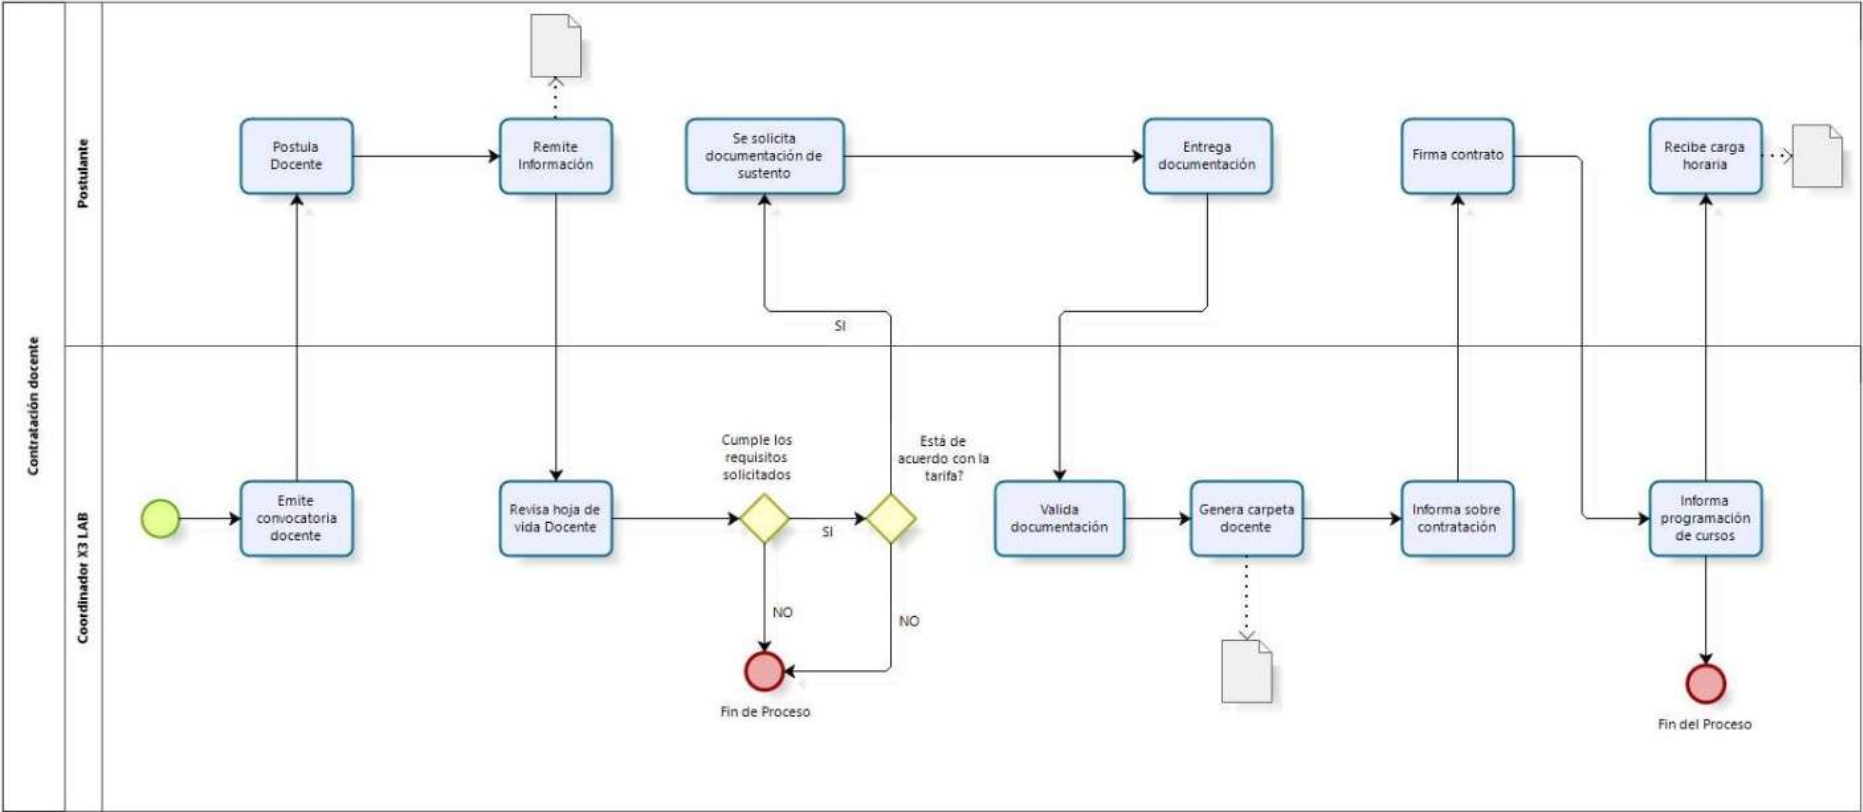 Contratación docente
Postulante
Postula
Docente
Remite
Información
Se solicita
documentación de
sustento
Entrega
documentación
Firma contrato
Recibe carga
horaria
SI
Coordinador X3 LAB
Emite
convocatoria
docente
Revisa hoja de
vida Docente
Cumple los
requisitos
solicitados
SI
NO
Está de
acuerdo con la
tarifa?
NO
Fin de Proceso
Valida
documentación
Genera carpeta
docente
Informa sobre
contratación
Informa
programación
de cursos
Fin del Proceso